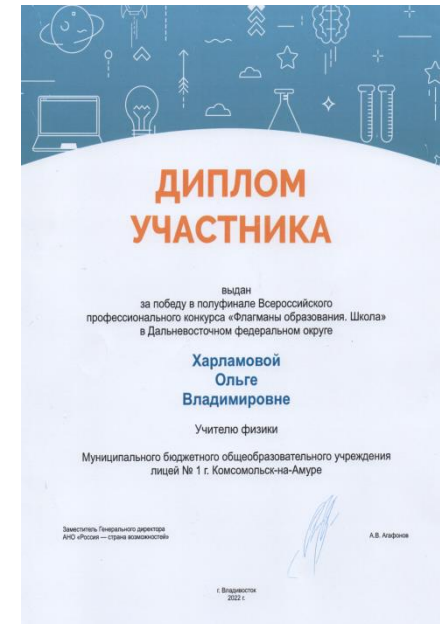 ДИПЛОМ
УЧАСТНИКА
выдан
за победу в полуфинале Всероссийского
профессионального конкурса «Флагманы образования. Школа»
в Дальневосточном федеральном округе
Харламовой
Ольге
Владимировне
Учителю физики
Муниципального бюджетного общеобразовательного учреждения
лицей № 1 г. Комсомольск-на-Амуре
Заместитель Генерального директора
АНО «Россия — страна возможностей»
А.В. Агафонов
г. Владивосток
2022 г.